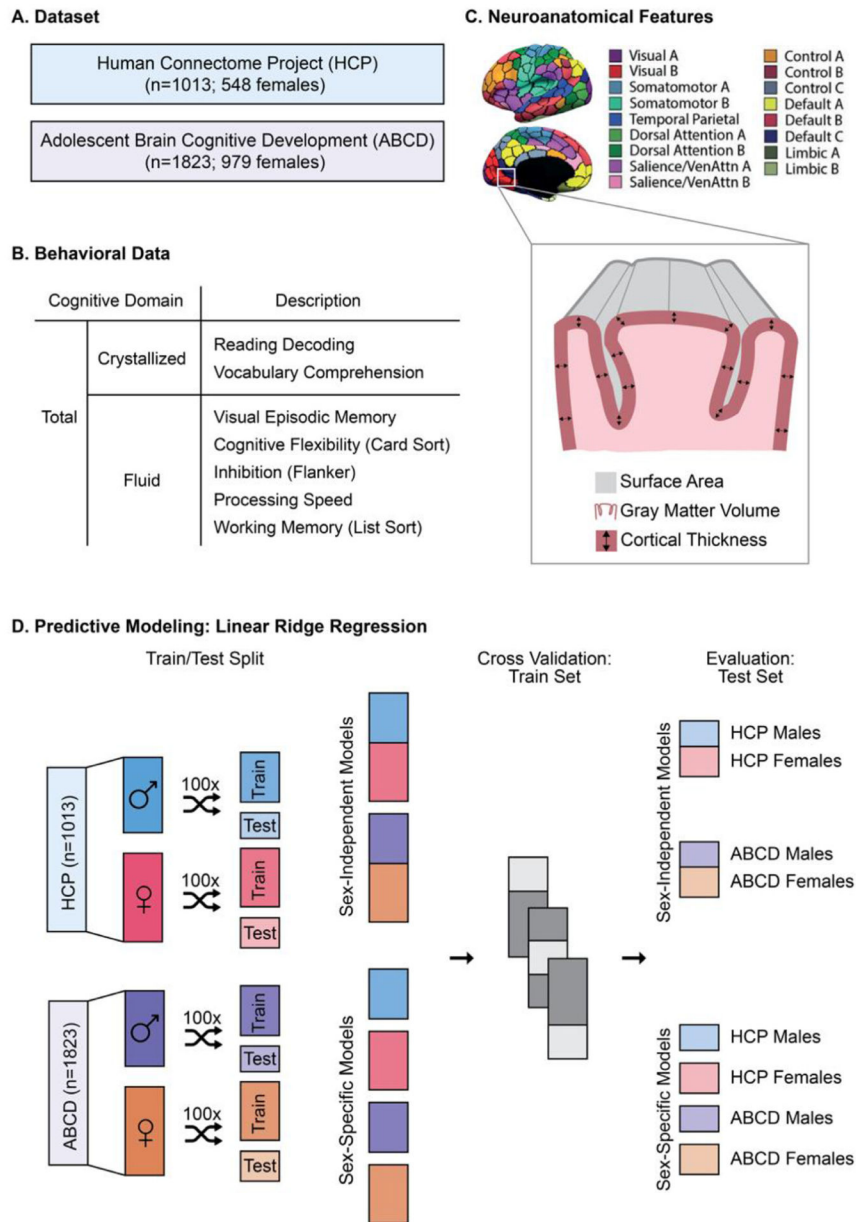 A. Dataset
Human Connectome Project (HCP)
(n=1013; 548 females)
Adolescent Brain Cognitive Development (ABCD)
(n=1823; 979 females)
B. Behavioral Data
Cognitive Domain
Description
Total
Crystallized
Reading Decoding
Vocabulary Comprehension
Fluid
Visual Episodic Memory
Cognitive Flexibility (Card Sort)
Inhibition (Flanker)
Processing Speed
Working Memory (List Sort)
C. Neuroanatomical Features
Visual A
Visual B
Somatomotor A
Somatomotor B
Temporal Parietal
Dorsal Attention A
Dorsal Attention B
Salience/VenAttn A
Salience/VenAttn B
Control A
Control B
Control C
Default A
Default B
Default C
Limbic A
Limbic B
Surface Area
Gray Matter Volume
Cortical Thickness
D. Predictive Modeling: Linear Ridge Regression
Train/Test Split
HCP (n=1013)
♂
100x
Train
Test
♀
100x
Train
Test
ABCD (n=1823)
♂
100x
Train
Test
♀
100x
Train
Test
Sex-Independent Models
Sex-Specific Models
Cross Validation:
Train Set
Evaluation:
Test Set
Sex-Independent Models
HCP Males
HCP Females
ABCD Males
ABCD Females
Sex-Specific Models
HCP Males
HCP Females
ABCD Males
ABCD Females